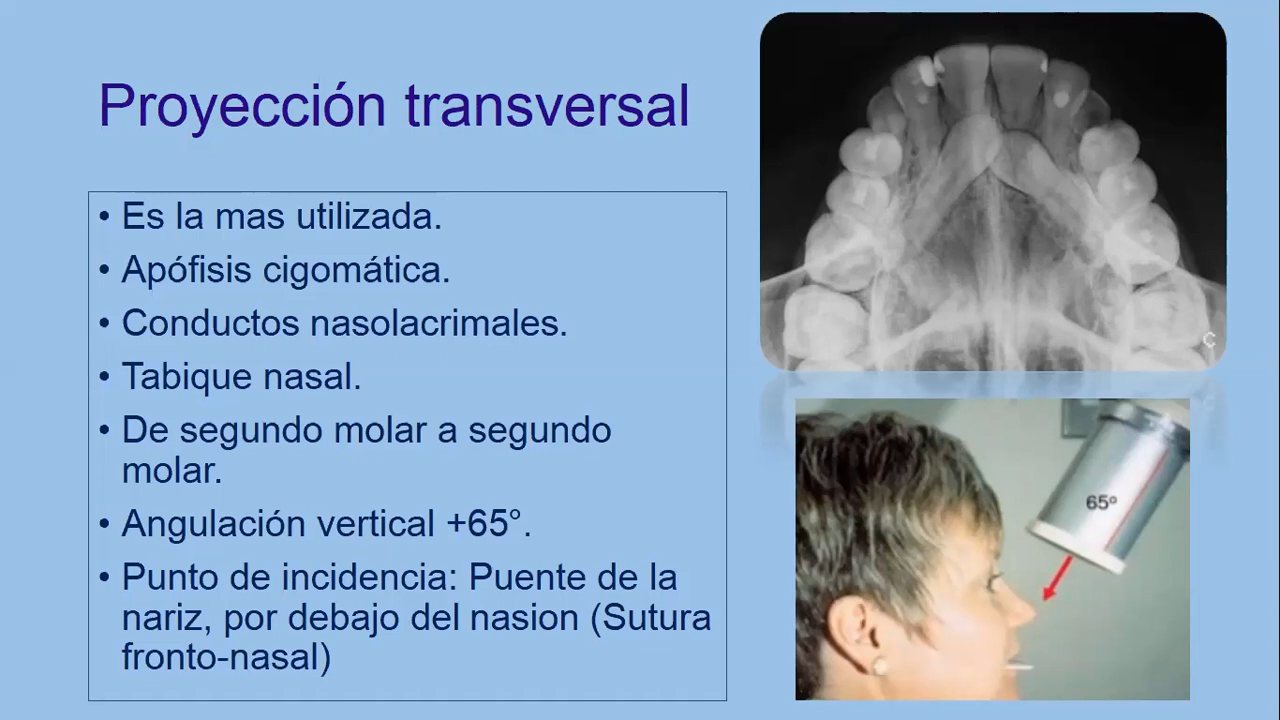 Proyección transversal
• Es la mas utilizada.
• Apófisis cigomática.
• Conductos nasolacrimales.
• Tabique nasal.
• De segundo molar a segundo
molar.
• Angulación vertical +65°.
• Punto de incidencia: Puente de la
nariz, por debajo del nasion (Sutura
fronto-nasal)
C
65º